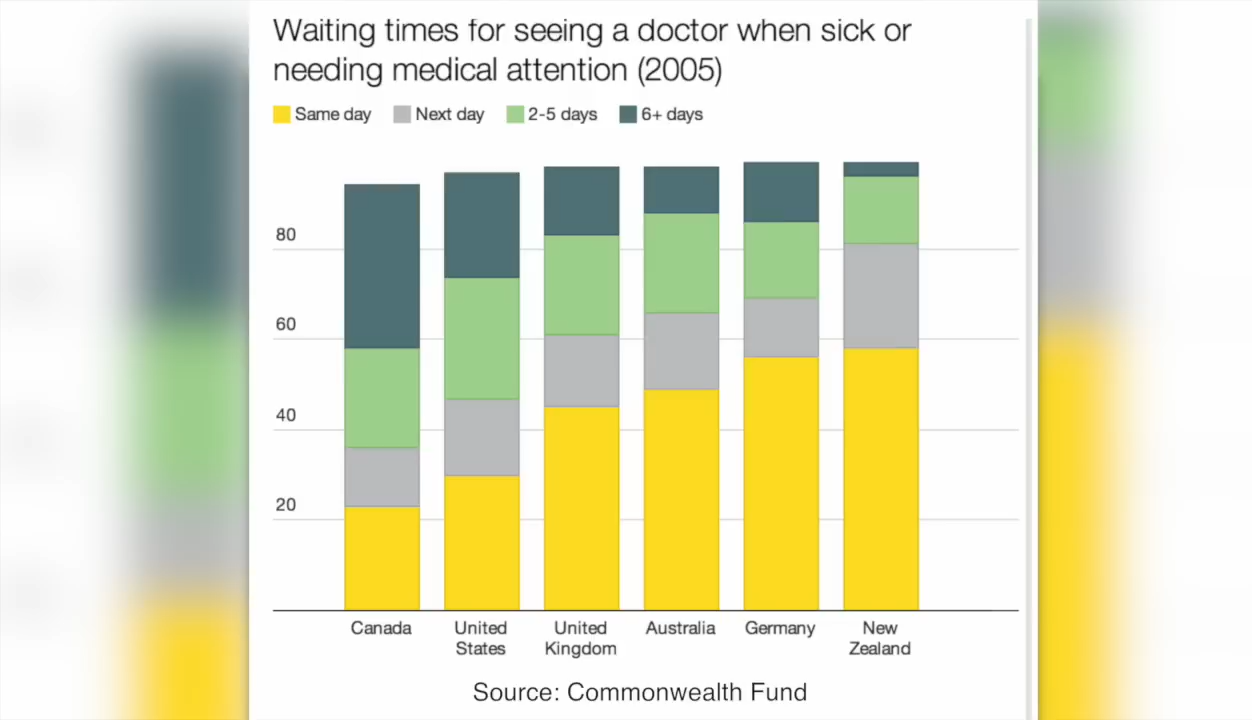 Waiting times for seeing a doctor when sick or
needing medical attention (2005)
Same day Next day 2-5 days 6+ days
80
60
40
20
Canada United States United Kingdom Australia Germany New Zealand
Source: Commonwealth Fund